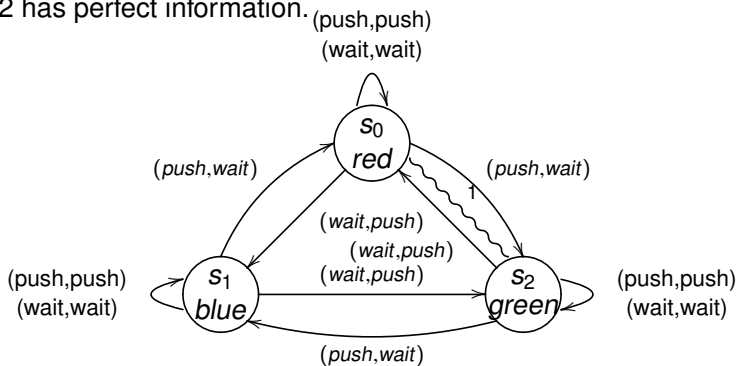 2 has perfect information.
(push,push)
(wait,wait)
s0
red
(push,wait)
(push,wait)
1
(wait,push)
(wait,push)
(wait,push)
(push,push)
(wait,wait)
s1
blue
s2
green
(push,push)
(wait,wait)
(push,wait)